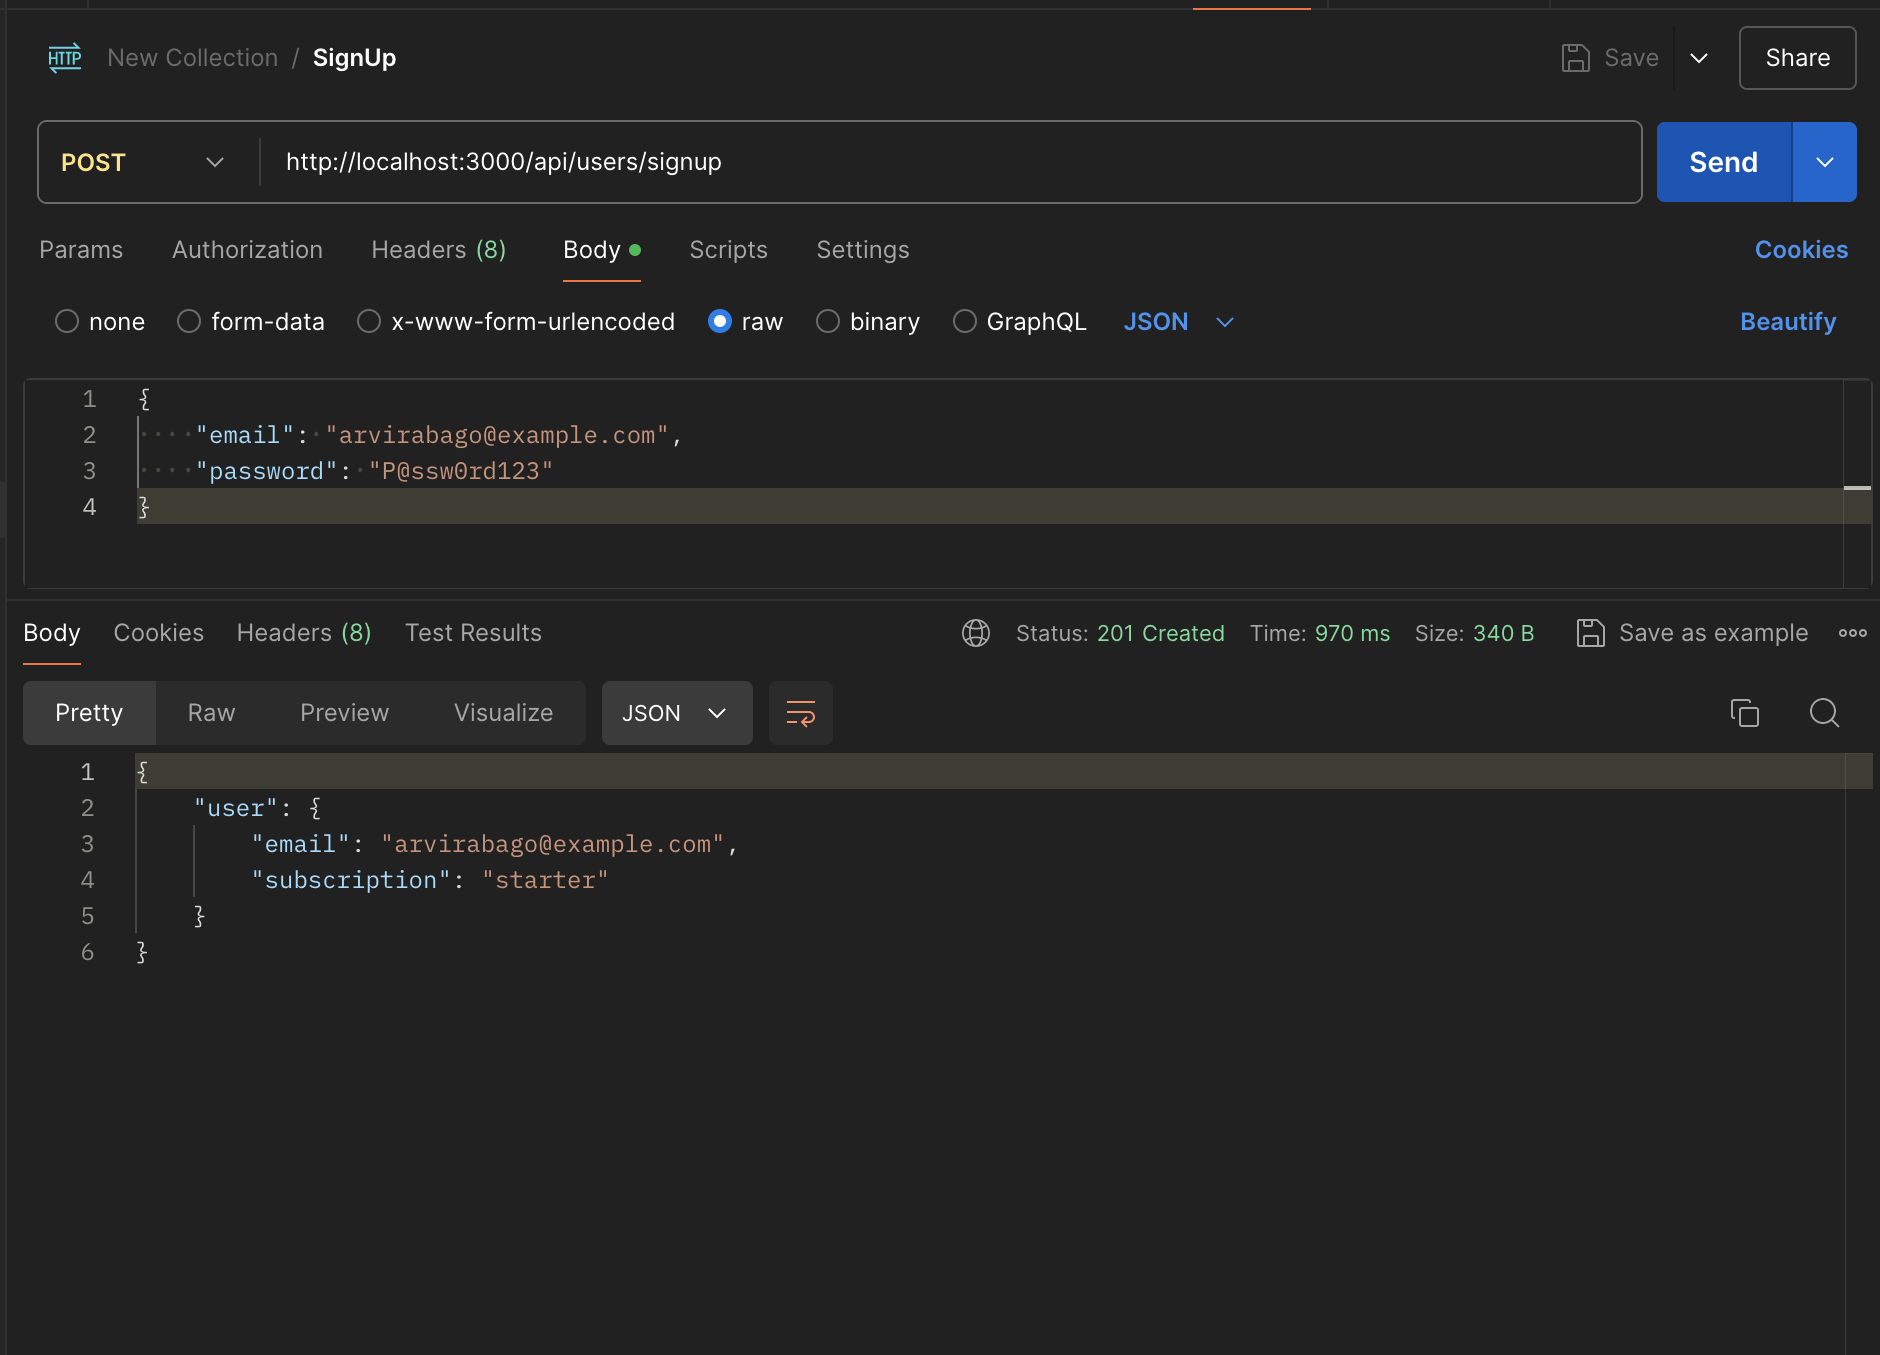 HTTP New Collection / SignUp Save Share
POST http://localhost:3000/api/users/signup Send
Params Authorization Headers (8) Body Scripts Settings Cookies
none form-data x-www-form-urlencoded raw binary GraphQL JSON Beautify
1 {
2 "email": "arvirabago@example.com",
3 "password": "P@ssw0rd123"
4 }
Body Cookies Headers (8) Test Results Status: 201 Created Time: 970 ms Size: 340 B Save as example
Pretty Raw Preview Visualize JSON
1 {
2 "user": {
3 "email": "arvirabago@example.com",
4 "subscription": "starter"
5 }
6 }